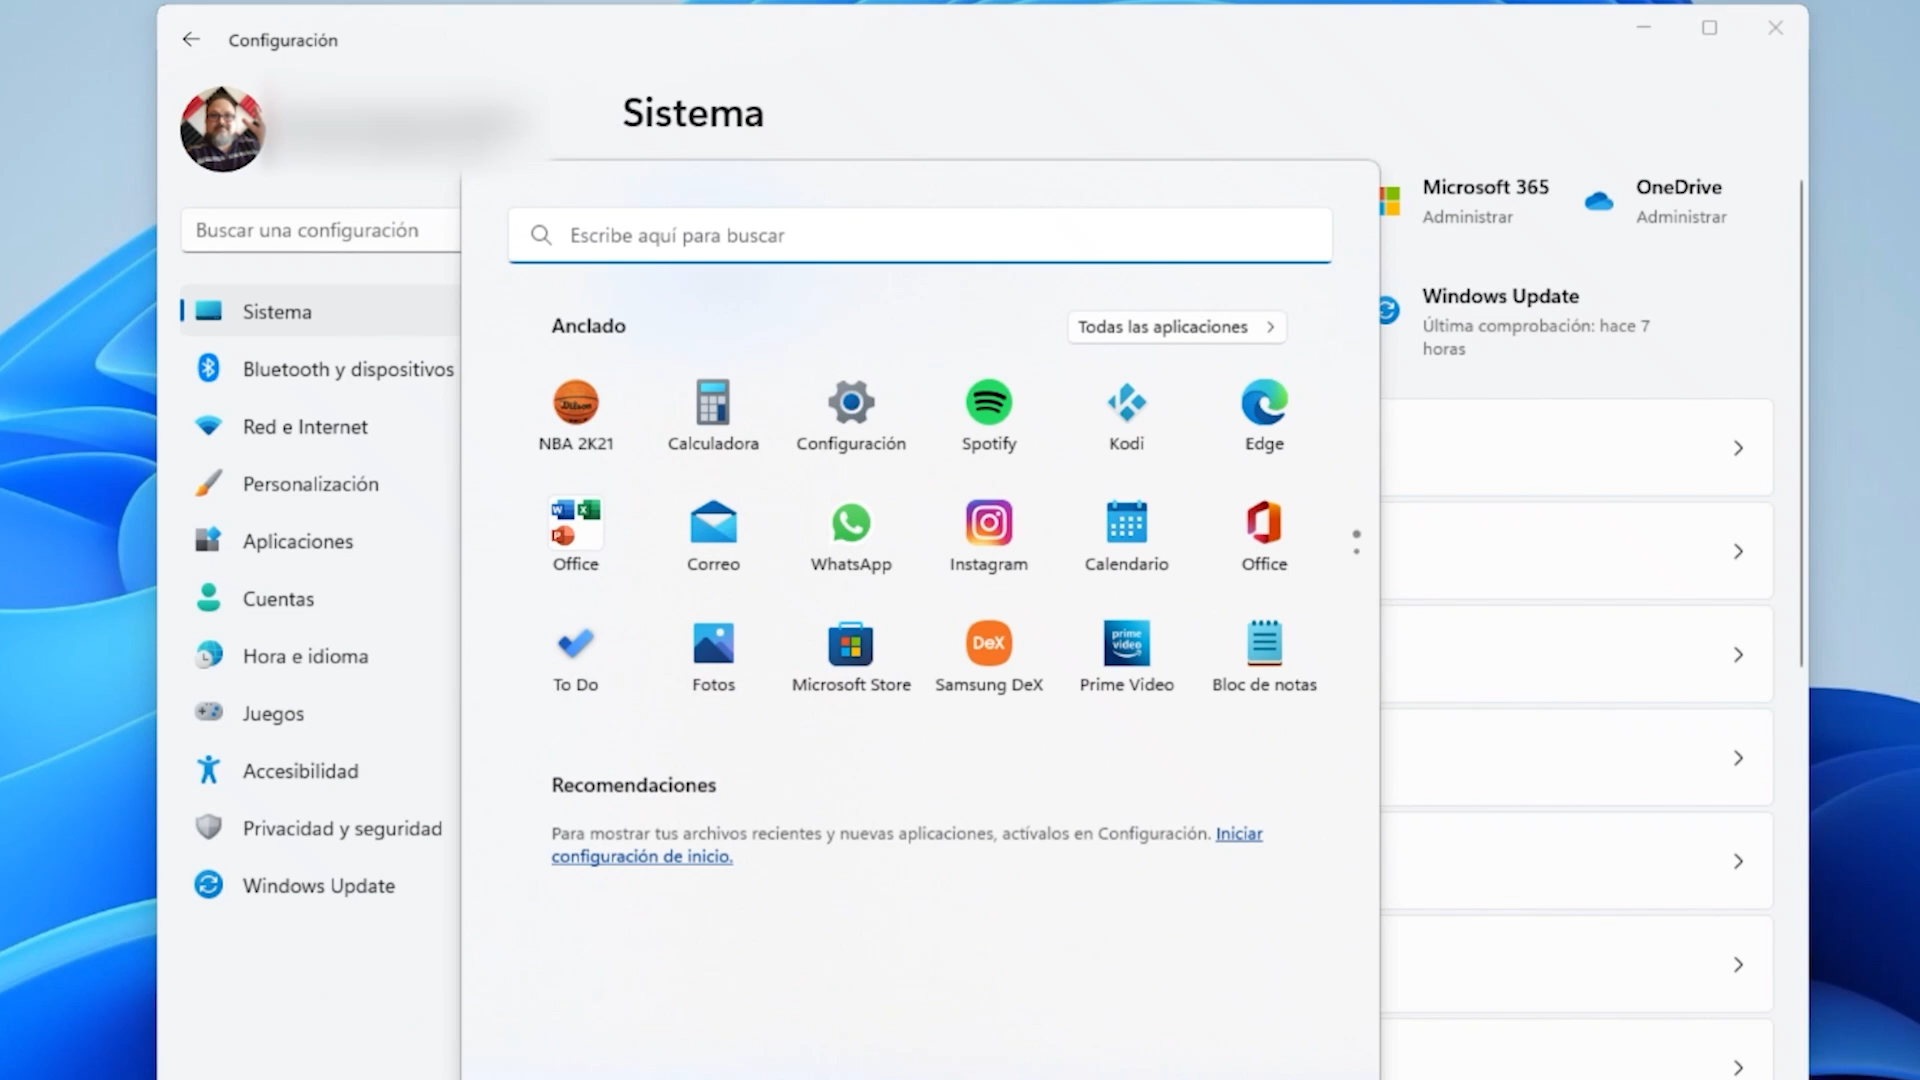 Configuración
Sistema
Microsoft 365
Administrar
OneDrive
Administrar
Buscar una configuración
Escribe aquí para buscar
Windows Update
Última comprobación: hace 7
horas
Sistema
Bluetooth y dispositivos
Red e Internet
Personalización
Aplicaciones
Cuentas
Hora e idioma
Juegos
Accesibilidad
Privacidad y seguridad
Windows Update
Anclado
Todas las aplicaciones
Wilson
NBA 2K21
Calculadora
Configuración
Spotify
Kodi
Edge
W X
P
Office
Correo
WhatsApp
Instagram
Calendario
Office
DeX
prime
video
To Do
Fotos
Microsoft Store
Samsung DeX
Prime Video
Bloc de notas
Recomendaciones
Para mostrar tus archivos recientes y nuevas aplicaciones, actívalos en Configuración. Iniciar
configuración de inicio.